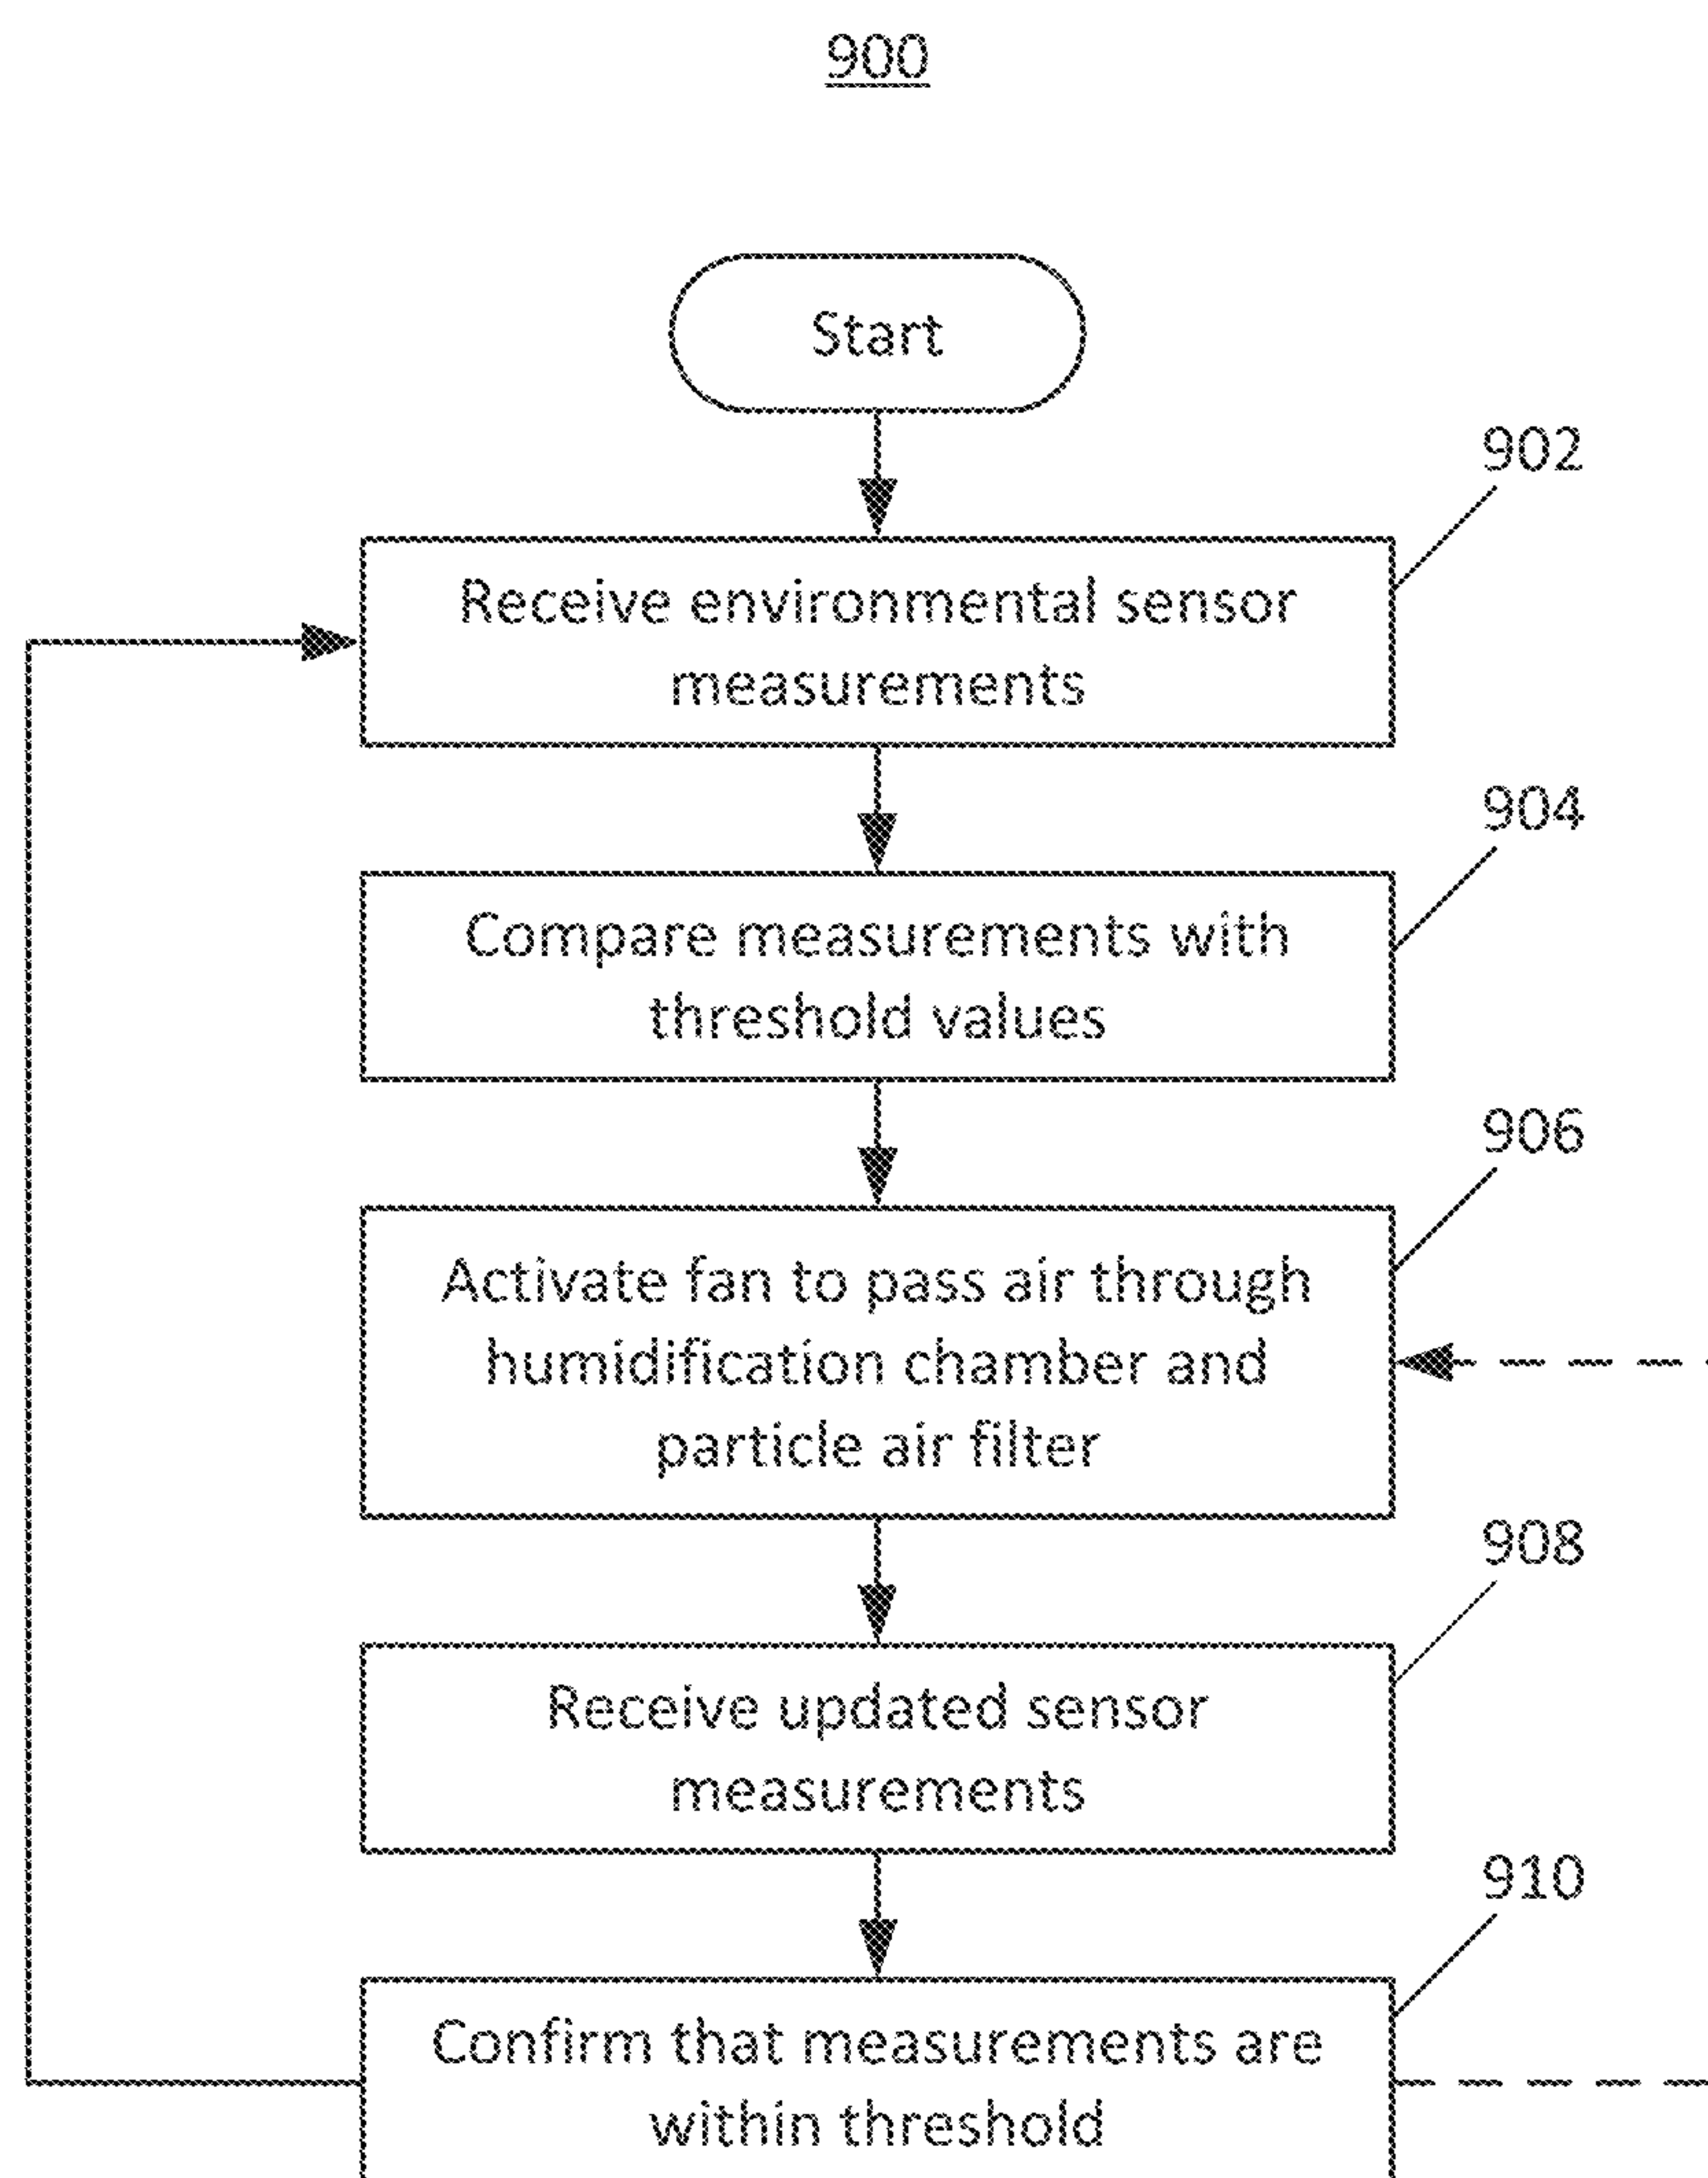 900
Start
902
Receive environmental sensor
measurements
904
Compare measurements with
threshold values
906
Activate fan to pass air through
humidification chamber and
particle air filter
908
Receive updated sensor
measurements
910
Confirm that measurements are
within threshold